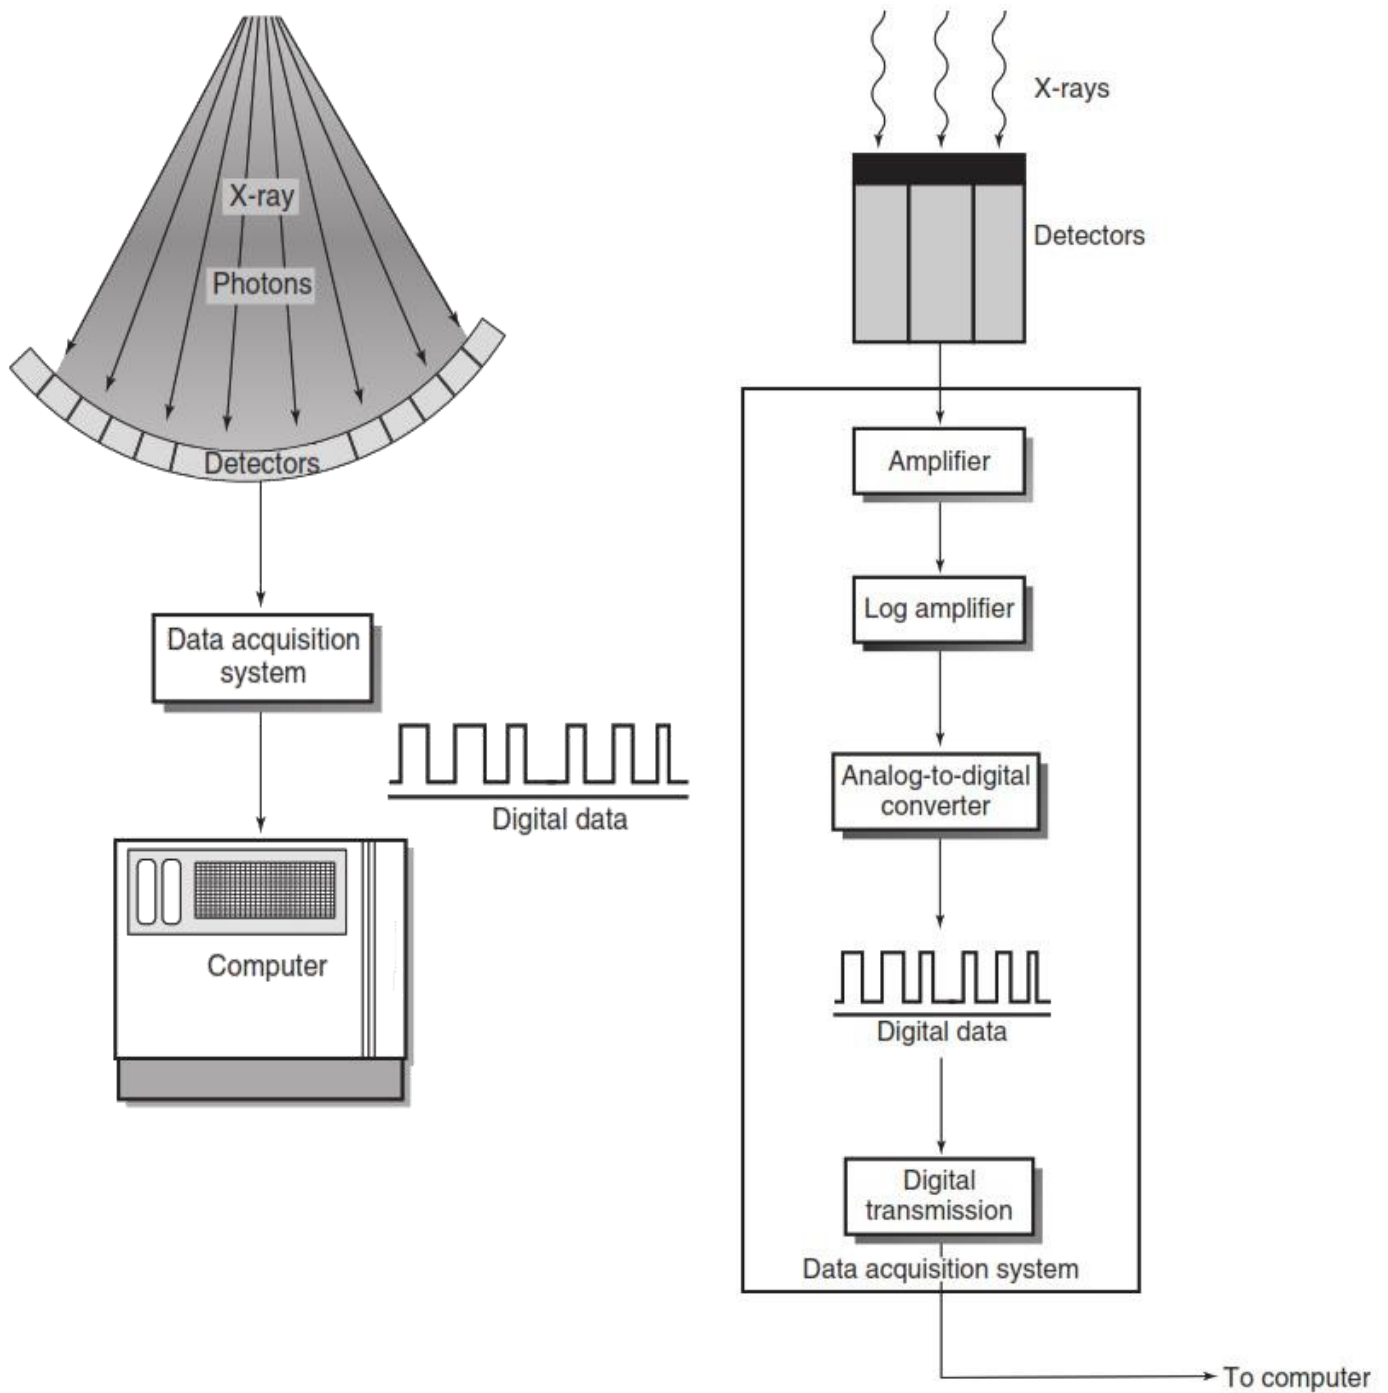 X-ray
Photons
Detectors
Data acquisition
system
Digital data
Computer
X-rays
Detectors
Amplifier
Log amplifier
Analog-to-digital
converter
Digital data
Digital
transmission
Data acquisition system
To computer